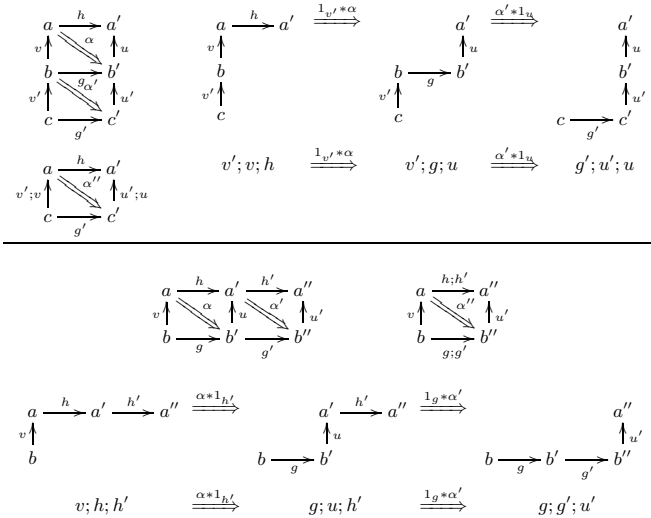 a h a′ a h a′ 1_{v′}∗α a′ α′∗1_u a′
v α u v u u
b g b′ b b g b′ b′
v′ α′ u′ v′ v′ u′
c g′ c′ c c c g′ c′
a h a′ v′; v; h 1_{v′}∗α v′; g; u α′∗1_u g′; u′; u
v′;v α″ u′;u
c g′ c′
a h a′ h′ a″ a h;h′ a″
v α u α′ u′ v α″ u′
b g b′ g′ b″ b g;g′ b″
a h a′ h′ a″ α∗1_{h′} a′ h′ a″ 1_g∗α′ a″
v u u′
b b g b′ b g b′ g′ b″
v; h; h′ α∗1_{h′} g; u; h′ 1_g∗α′ g; g′; u′